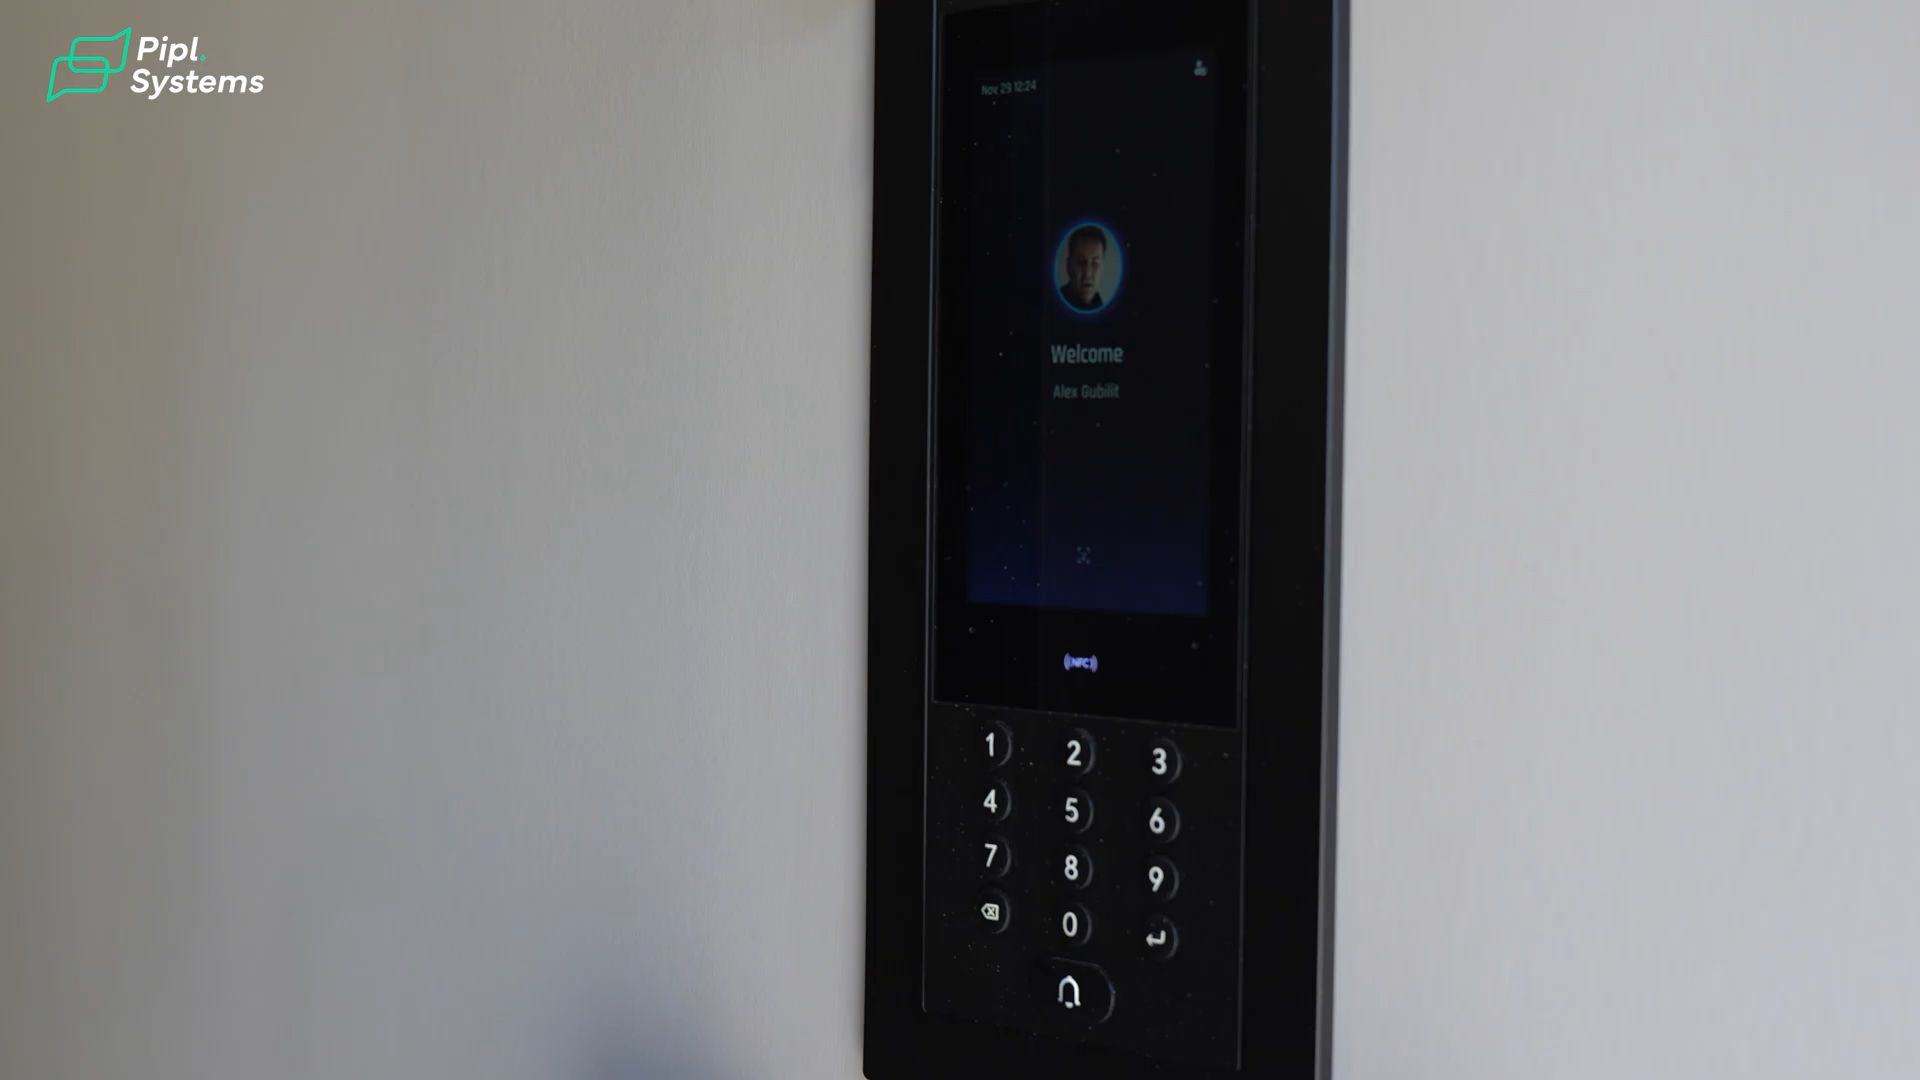 Pipl.
Systems
Nov 29 12:24
Welcome
Alex Gubilit
NFC
1 2 3
4 5 6
7 8 9
0